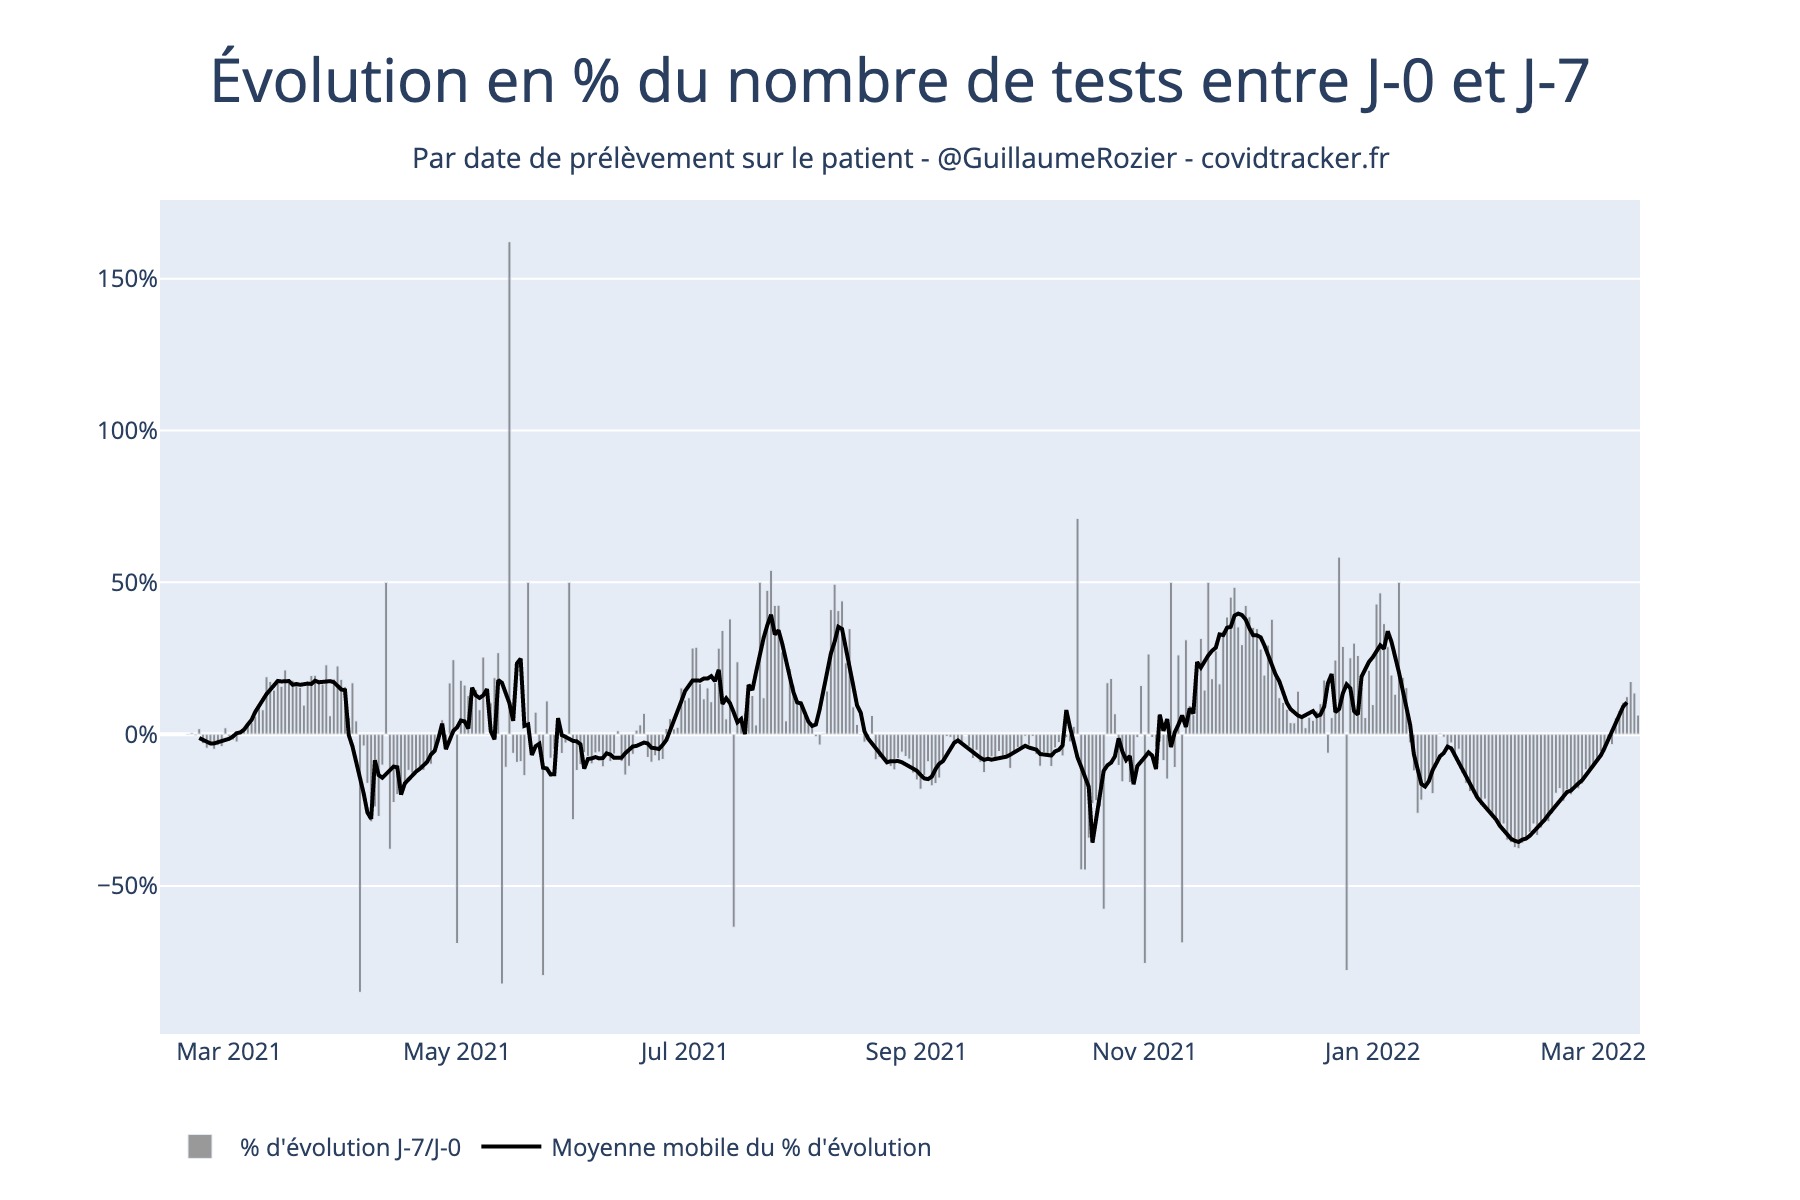 Évolution en % du nombre de tests entre J-0 et J-7
Par date de prélèvement sur le patient - @GuillaumeRozier - covidtracker.fr
150%
100%
50%
0%
−50%
Mar 2021 May 2021 Jul 2021 Sep 2021 Nov 2021 Jan 2022 Mar 2022
% d'évolution J-7/J-0 Moyenne mobile du % d'évolution